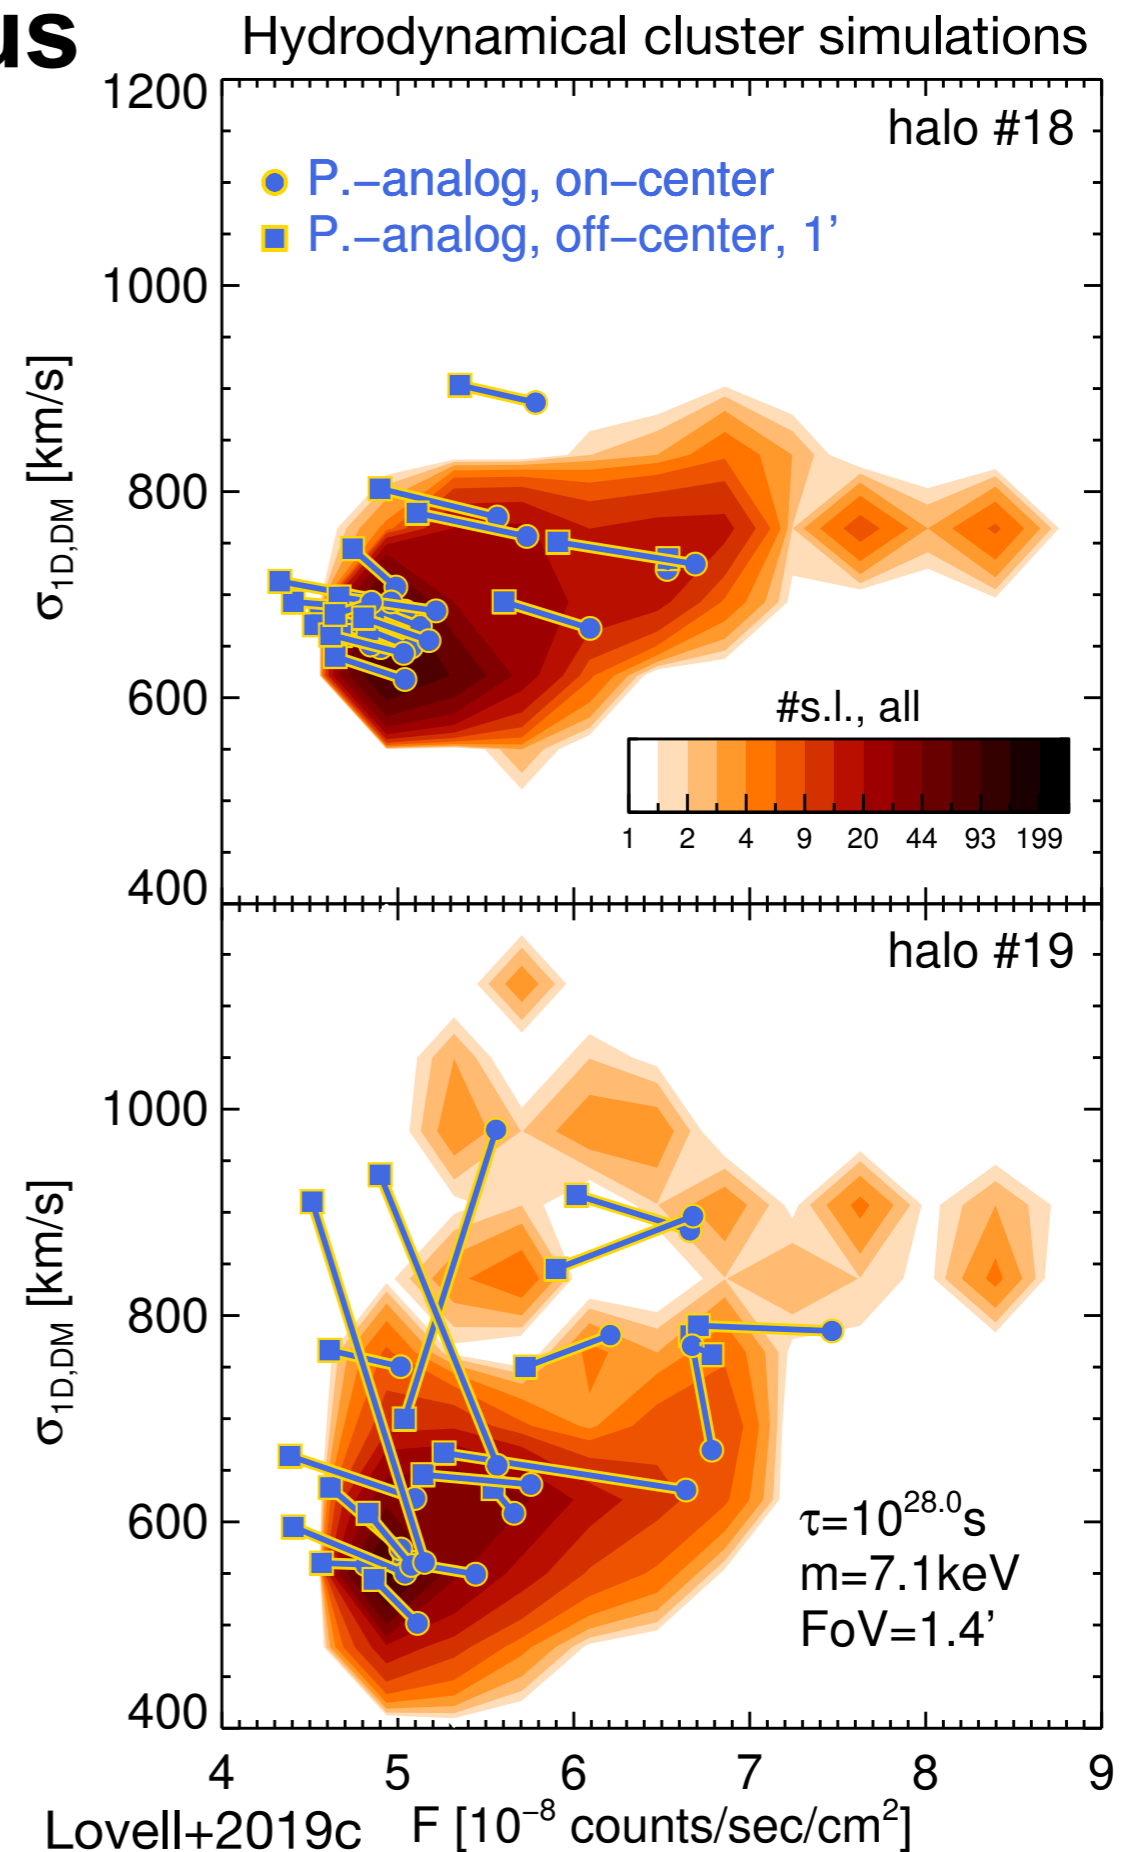 us
Hydrodynamical cluster simulations
halo #18
P.−analog, on−center
P.−analog, off−center, 1’
1200
1000
800
600
400
σ1D,DM [km/s]
#s.l., all
1 2 4 9 20 44 93 199
halo #19
1000
800
600
400
σ1D,DM [km/s]
τ=10^28.0s
m=7.1keV
FoV=1.4’
4 5 6 7 8 9
F [10^−8 counts/sec/cm^2]
Lovell+2019c